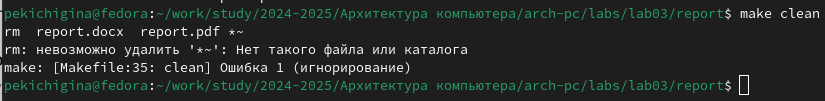 pekichigina@fedora:~/work/study/2024-2025/Архитектура компьютера/arch-pc/labs/lab03/report$ make clean
rm  report.docx  report.pdf *~
rm: невозможно удалить '*~': Нет такого файла или каталога
make: [Makefile:35: clean] Ошибка 1 (игнорирование)
pekichigina@fedora:~/work/study/2024-2025/Архитектура компьютера/arch-pc/labs/lab03/report$